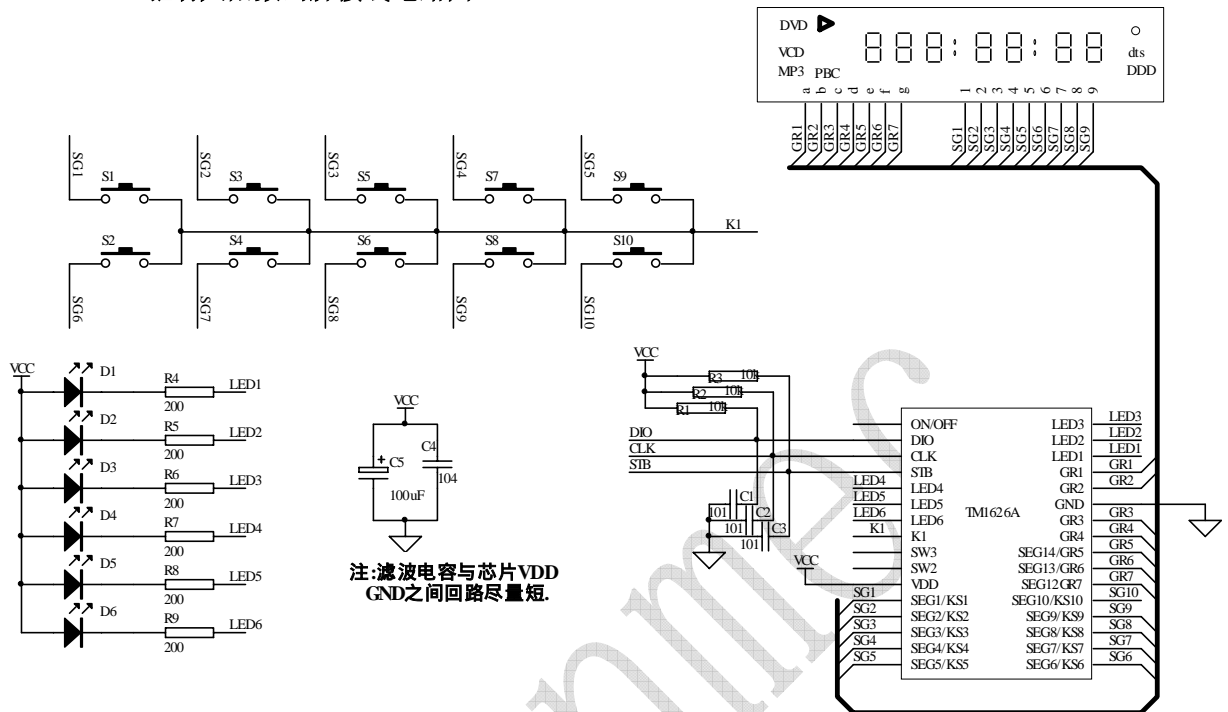 DVD
VCD
MP3 PBC
dts
DDD
a b c d e f g 1 2 3 4 5 6 7 8 9
GR1 GR2 GR3 GR4 GR5 GR6 GR7 SG1 SG2 SG3 SG4 SG5 SG6 SG7 SG8 SG9
SG1 SG2 SG3 SG4 SG5
S1 S3 S5 S7 S9
K1
S2 S4 S6 S8 S10
SG6 SG7 SG8 SG9 SG10
VCC
D1 R4 200 LED1
D2 R5 200 LED2
D3 R6 200 LED3
D4 R7 200 LED4
D5 R8 200 LED5
D6 R9 200 LED6
VCC
+ C5 100uF
C4 104
注:滤波电容与芯片VDD
GND之间回路尽量短.
VCC
R3 10k
R2 10k
R1 10k
DIO
CLK
STB
C1 101
C2 101
C3 101
VCC
TM1626A
ON/OFF LED3 LED3
DIO LED2 LED2
CLK LED1 LED1
STB GR1 GR1
LED4 LED4 GR2 GR2
LED5 LED5 GND
LED6 LED6 GR3 GR3
K1 K1 GR4 GR4
SW3 SEG14/GR5 GR5
SW2 SEG13/GR6 GR6
VDD SEG12GR7 GR7
SG1 SEG1/KS1 SEG10/KS10 SG10
SG2 SEG2/KS2 SEG9/KS9 SG9
SG3 SEG3/KS3 SEG8/KS8 SG8
SG4 SEG4/KS4 SEG7/KS7 SG7
SG5 SEG5/KS5 SEG6/KS6 SG6